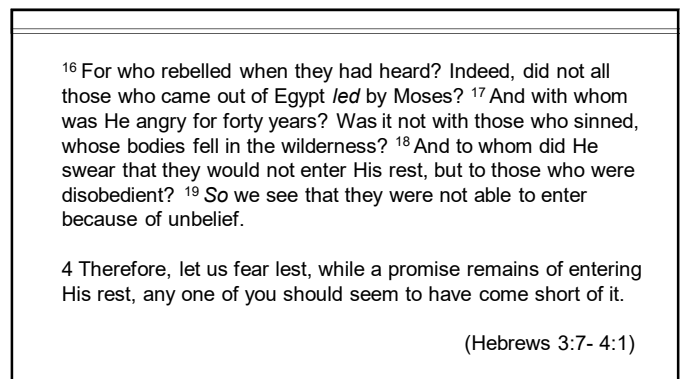 16 For who rebelled when they had heard? Indeed, did not all
those who came out of Egypt led by Moses? 17 And with whom
was He angry for forty years? Was it not with those who sinned,
whose bodies fell in the wilderness? 18 And to whom did He
swear that they would not enter His rest, but to those who were
disobedient? 19 So we see that they were not able to enter
because of unbelief.
4 Therefore, let us fear lest, while a promise remains of entering
His rest, any one of you should seem to have come short of it.
(Hebrews 3:7- 4:1)